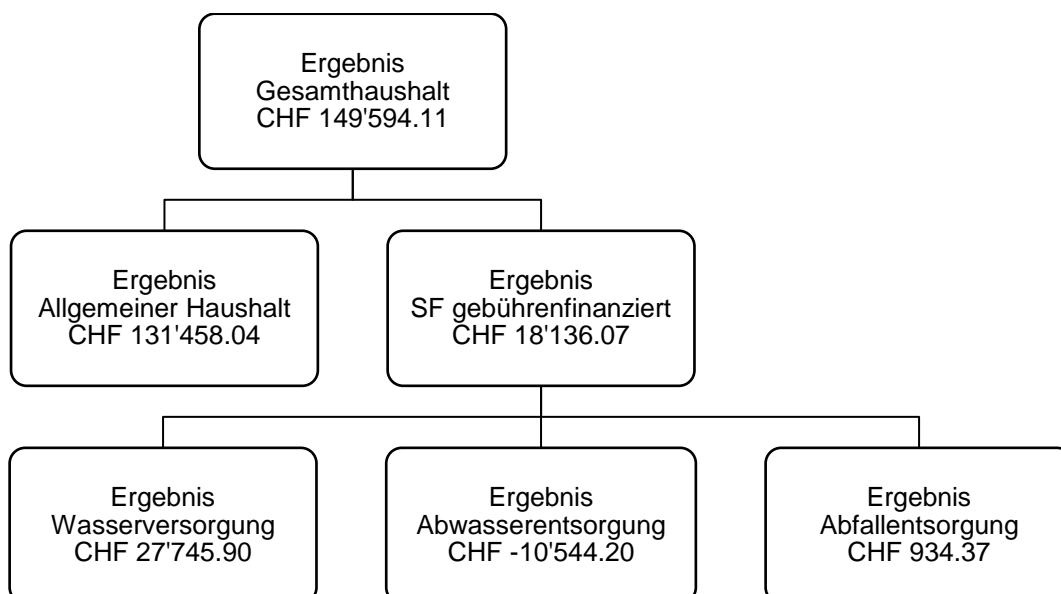 Ergebnis
Gesamthaushalt
CHF 149'594.11
Ergebnis
Allgemeiner Haushalt
CHF 131'458.04
Ergebnis
SF gebührenfinanziert
CHF 18'136.07
Ergebnis
Wasserversorgung
CHF 27'745.90
Ergebnis
Abwasserentsorgung
CHF -10'544.20
Ergebnis
Abfallentsorgung
CHF 934.37